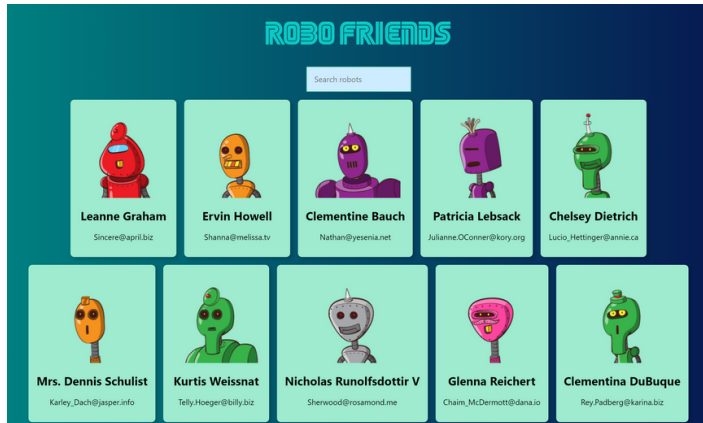 ROBO FRIENDS
Search robots
Leanne Graham
Sincere@april.biz
Ervin Howell
Shanna@melissa.tv
Clementine Bauch
Nathan@yesenia.net
Patricia Lebsack
Julianne.OConner@kory.org
Chelsey Dietrich
Lucio_Hettinger@annie.ca
Mrs. Dennis Schulist
Karley_Dach@jasper.info
Kurtis Weissnat
Telly.Hoeger@billy.biz
Nicholas Runolfsdottir V
Sherwood@rosamond.me
Glenna Reichert
Chaim_McDermott@dana.io
Clementina DuBuque
Rey.Padberg@karina.biz